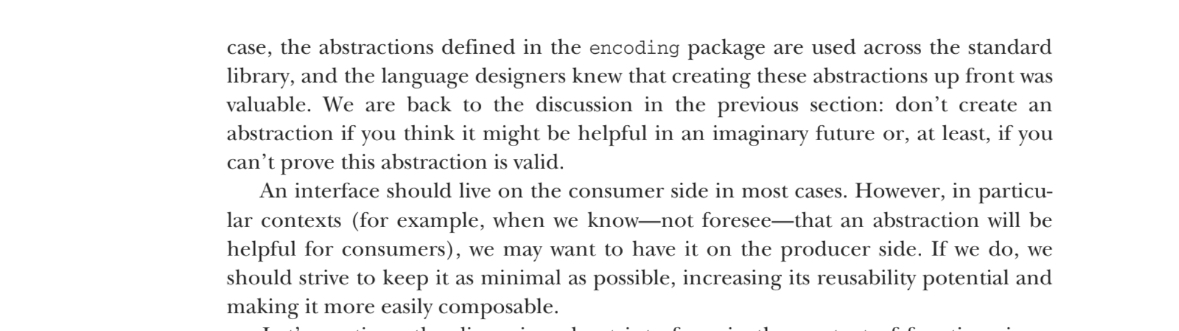 case, the abstractions defined in the encoding package are used across the standard
library, and the language designers knew that creating these abstractions up front was
valuable. We are back to the discussion in the previous section: don’t create an
abstraction if you think it might be helpful in an imaginary future or, at least, if you
can’t prove this abstraction is valid.
An interface should live on the consumer side in most cases. However, in particu-
lar contexts (for example, when we know—not foresee—that an abstraction will be
helpful for consumers), we may want to have it on the producer side. If we do, we
should strive to keep it as minimal as possible, increasing its reusability potential and
making it more easily composable.